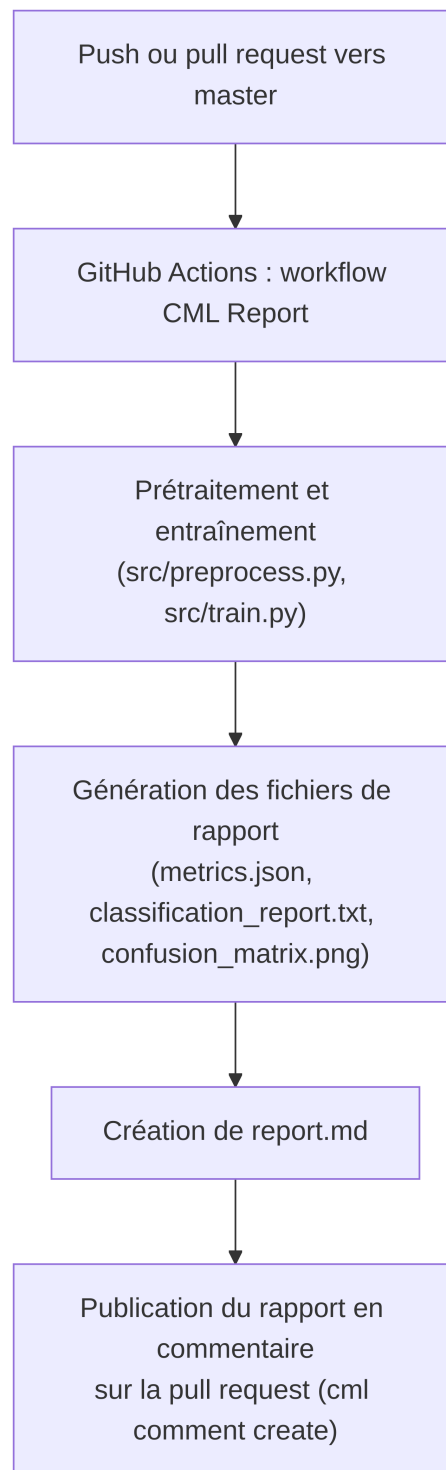 Push ou pull request vers
master
GitHub Actions : workflow
CML Report
Prétraitement et
entraînement
(src/preprocess.py,
src/train.py)
Génération des fichiers de
rapport
(metrics.json,
classification_report.txt,
confusion_matrix.png)
Création de report.md
Publication du rapport en
commentaire
sur la pull request (cml
comment create)